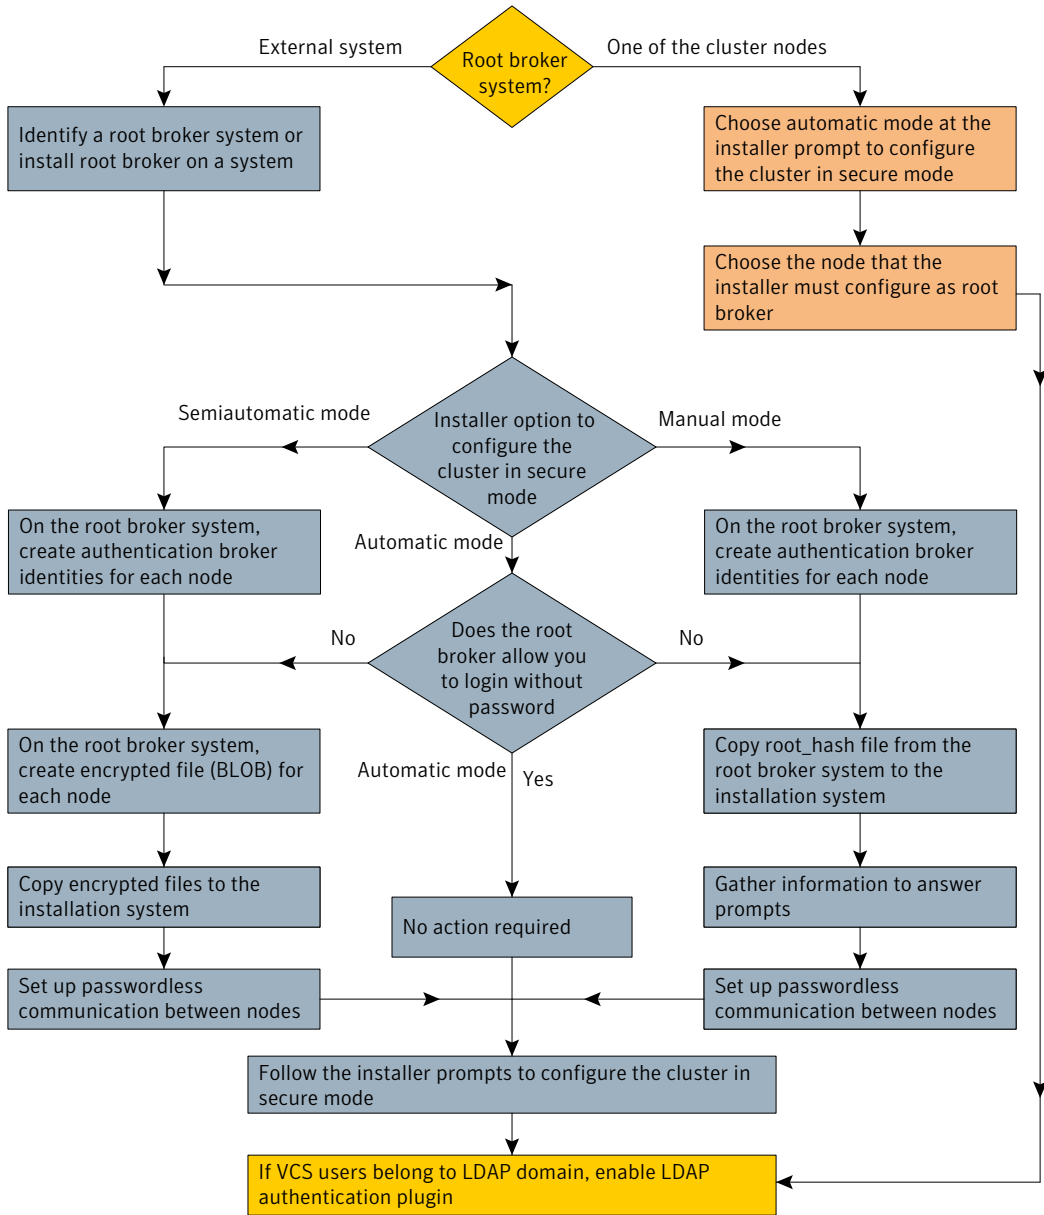 External system
Root broker
system?
One of the cluster nodes
Identify a root broker system or
install root broker on a system
Choose automatic mode at the
installer prompt to configure
the cluster in secure mode
Choose the node that the
installer must configure as root
broker
Semiautomatic mode
Installer option to
configure the
cluster in secure
mode
Manual mode
On the root broker system,
create authentication broker
identities for each node
Automatic mode
On the root broker system,
create authentication broker
identities for each node
No
Does the root
broker allow you
to login without
password
No
On the root broker system,
create encrypted file (BLOB) for
each node
Automatic mode
Yes
Copy root_hash file from the
root broker system to the
installation system
Copy encrypted files to the
installation system
No action required
Gather information to answer
prompts
Set up passwordless
communication between nodes
Set up passwordless
communication between nodes
Follow the installer prompts to configure the cluster in
secure mode
If VCS users belong to LDAP domain, enable LDAP
authentication plugin